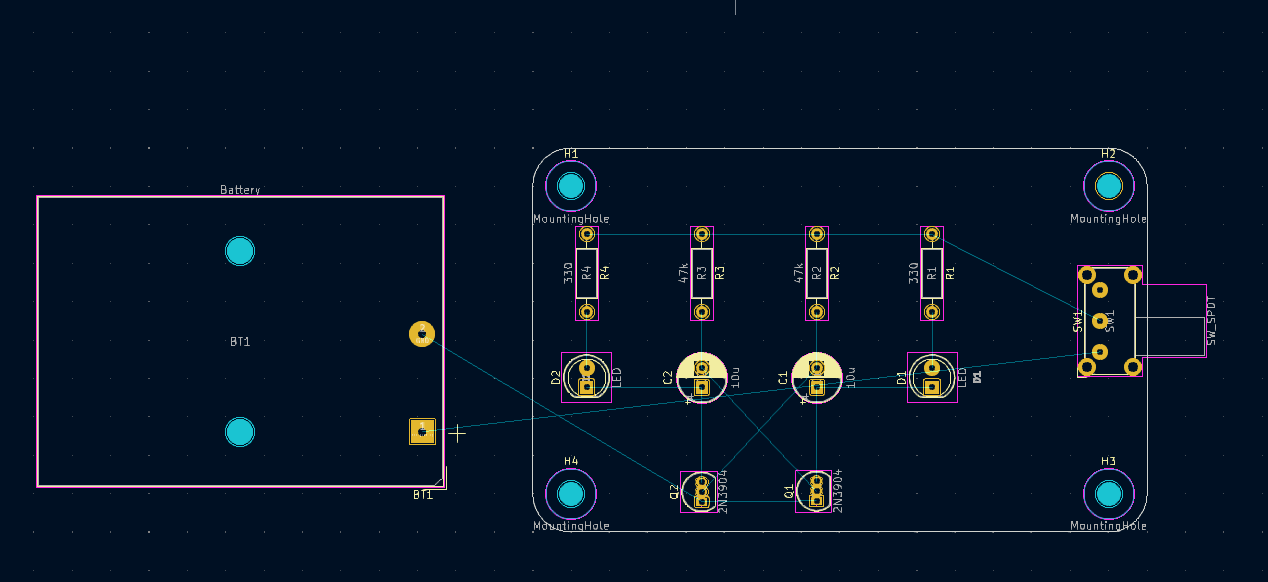 Battery
BT1
2
1
BT1
H1
MountingHole
H2
MountingHole
330
R4
R4
47k
R3
R3
47k
R2
R2
330
R1
R1
SW1
SW1
SW_SPDT
D2
LED
C2
10u
+
C1
10u
+
D1
LED
D1
H4
MountingHole
Q2
2N3904
Q1
2N3904
H3
MountingHole